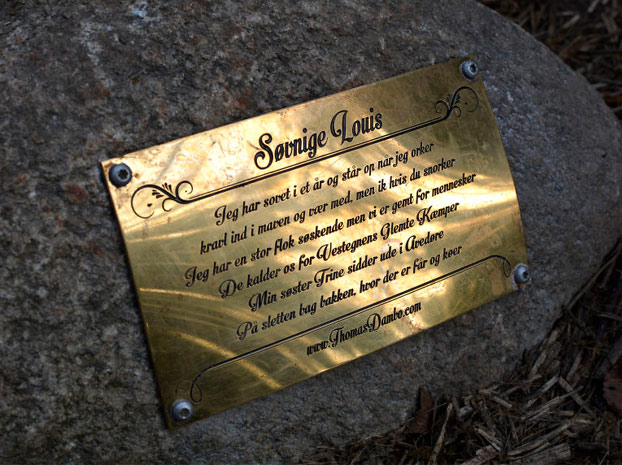 Søvnige Louis
Jeg har sovet i et år og står op når jeg orker
kravl ind i maven og vær med, men ik hvis du snorker
Jeg har en stor flok søskende men vi er gemt for mennesker
De kalder os for Vestegnens Glemte Kæmper
Min søster Trine sidder ude i Avedøre
På sletten bag bakken, hvor der er får og køer
www.ThomasDambo.com